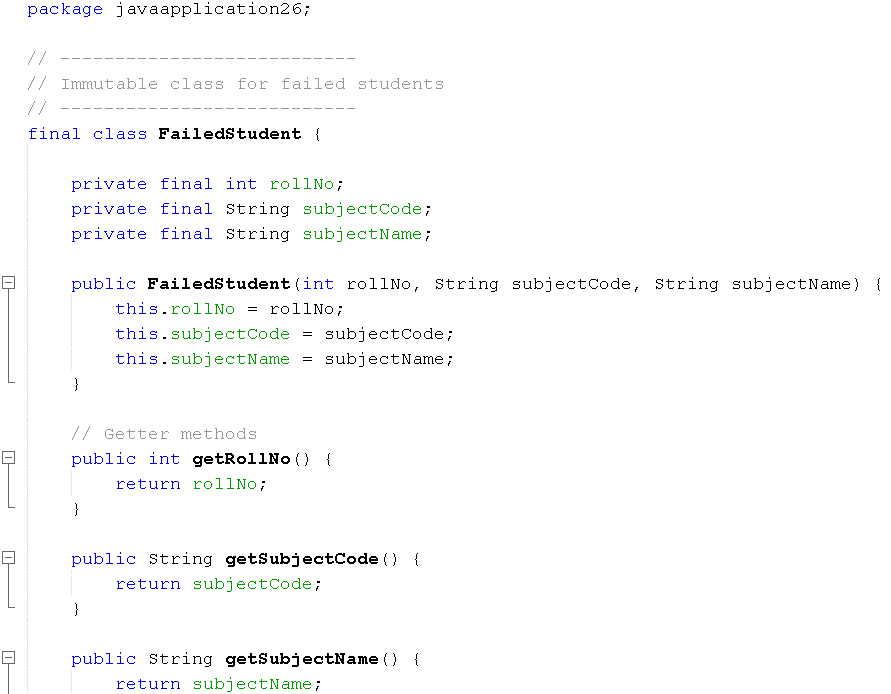 package javaapplication26;
// ---------------------------
// Immutable class for failed students
// ---------------------------
final class FailedStudent {
private final int rollNo;
private final String subjectCode;
private final String subjectName;
public FailedStudent(int rollNo, String subjectCode, String subjectName) {
this.rollNo = rollNo;
this.subjectCode = subjectCode;
this.subjectName = subjectName;
}
// Getter methods
public int getRollNo() {
return rollNo;
}
public String getSubjectCode() {
return subjectCode;
}
public String getSubjectName() {
return subjectName;